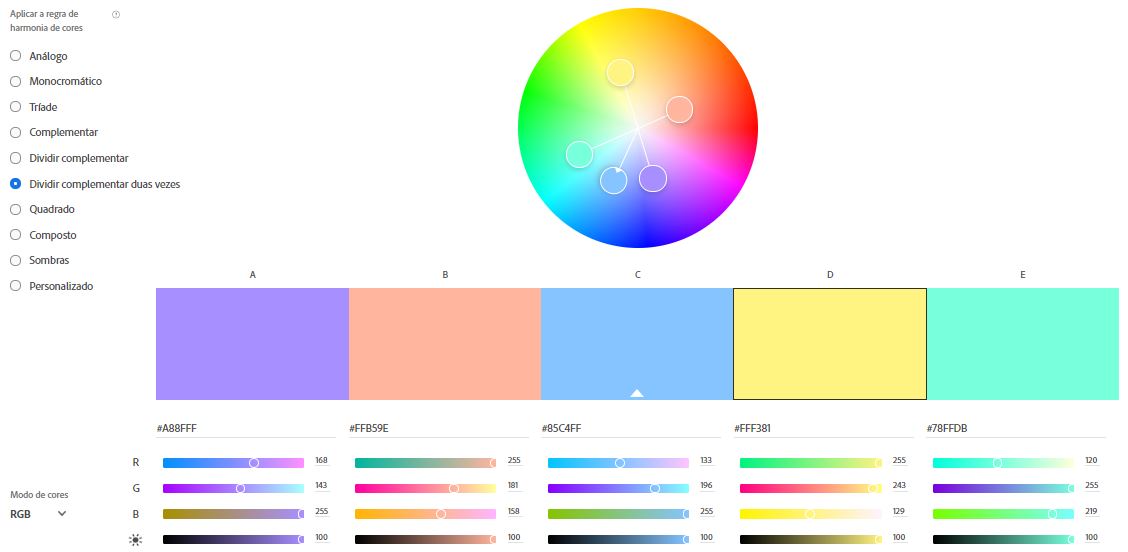 Aplicar a regra de
harmonia de cores
Análogo
Monocromático
Tríade
Complementar
Dividir complementar
Dividir complementar duas vezes
Quadrado
Composto
Sombras
Personalizado
A B C D E
#A88FFF #FFB59E #85C4FF #FFF381 #78FFDB
R 168 255 133 255 120
G 143 181 196 243 255
Modo de cores
RGB
B 255 158 255 129 219
100 100 100 100 100